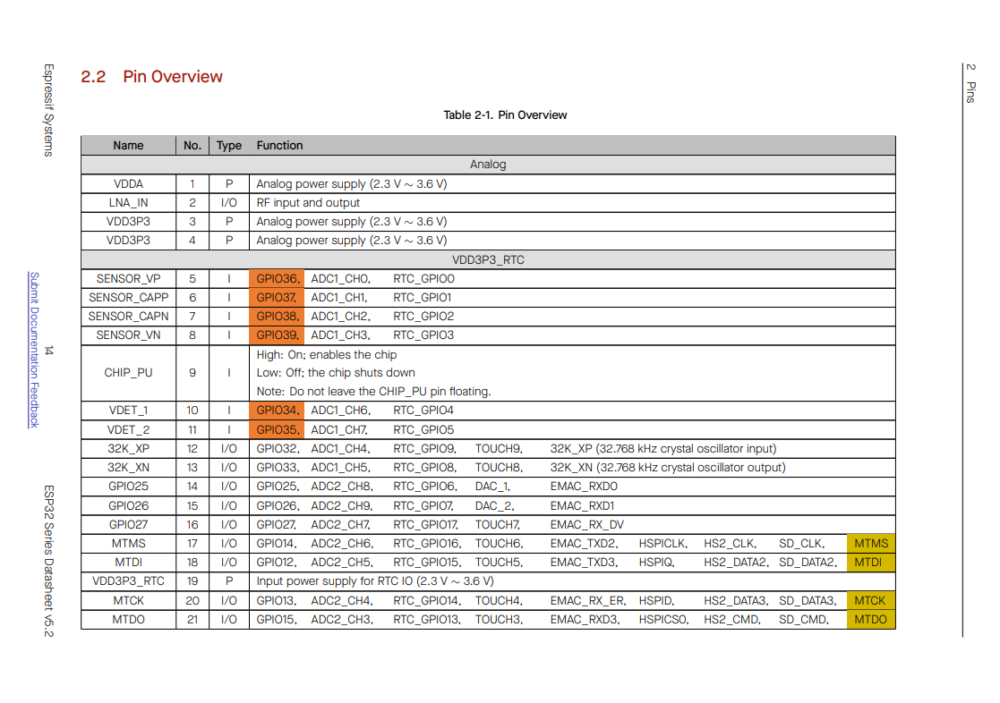 2.2 Pin Overview
Table 2-1. Pin Overview
Name No. Type Function
Analog
VDDA 1 P Analog power supply (2.3 V ∼ 3.6 V)
LNA_IN 2 I/O RF input and output
VDD3P3 3 P Analog power supply (2.3 V ∼ 3.6 V)
VDD3P3 4 P Analog power supply (2.3 V ∼ 3.6 V)
VDD3P3_RTC
SENSOR_VP 5 I GPIO36, ADC1_CH0, RTC_GPIO0
SENSOR_CAPP 6 I GPIO37, ADC1_CH1, RTC_GPIO1
SENSOR_CAPN 7 I GPIO38, ADC1_CH2, RTC_GPIO2
SENSOR_VN 8 I GPIO39, ADC1_CH3, RTC_GPIO3
CHIP_PU 9 I High: On; enables the chip
Low: Off; the chip shuts down
Note: Do not leave the CHIP_PU pin floating.
VDET_1 10 I GPIO34, ADC1_CH6, RTC_GPIO4
VDET_2 11 I GPIO35, ADC1_CH7, RTC_GPIO5
32K_XP 12 I/O GPIO32, ADC1_CH4, RTC_GPIO9, TOUCH9, 32K_XP (32.768 kHz crystal oscillator input)
32K_XN 13 I/O GPIO33, ADC1_CH5, RTC_GPIO8, TOUCH8, 32K_XN (32.768 kHz crystal oscillator output)
GPIO25 14 I/O GPIO25, ADC2_CH8, RTC_GPIO6, DAC_1, EMAC_RXD0
GPIO26 15 I/O GPIO26, ADC2_CH9, RTC_GPIO7, DAC_2, EMAC_RXD1
GPIO27 16 I/O GPIO27, ADC2_CH7, RTC_GPIO17, TOUCH7, EMAC_RX_DV
MTMS 17 I/O GPIO14, ADC2_CH6, RTC_GPIO16, TOUCH6, EMAC_TXD2, HSPICLK, HS2_CLK, SD_CLK, MTMS
MTDI 18 I/O GPIO12, ADC2_CH5, RTC_GPIO15, TOUCH5, EMAC_TXD3, HSPIQ, HS2_DATA2, SD_DATA2, MTDI
VDD3P3_RTC 19 P Input power supply for RTC IO (2.3 V ∼ 3.6 V)
MTCK 20 I/O GPIO13, ADC2_CH4, RTC_GPIO14, TOUCH4, EMAC_RX_ER, HSPID, HS2_DATA3, SD_DATA3, MTCK
MTDO 21 I/O GPIO15, ADC2_CH3, RTC_GPIO13, TOUCH3, EMAC_RXD3, HSPICS0, HS2_CMD, SD_CMD, MTDO
2 Pins
Espressif Systems
14
Submit Documentation Feedback
ESP32 Series Datasheet v5.2